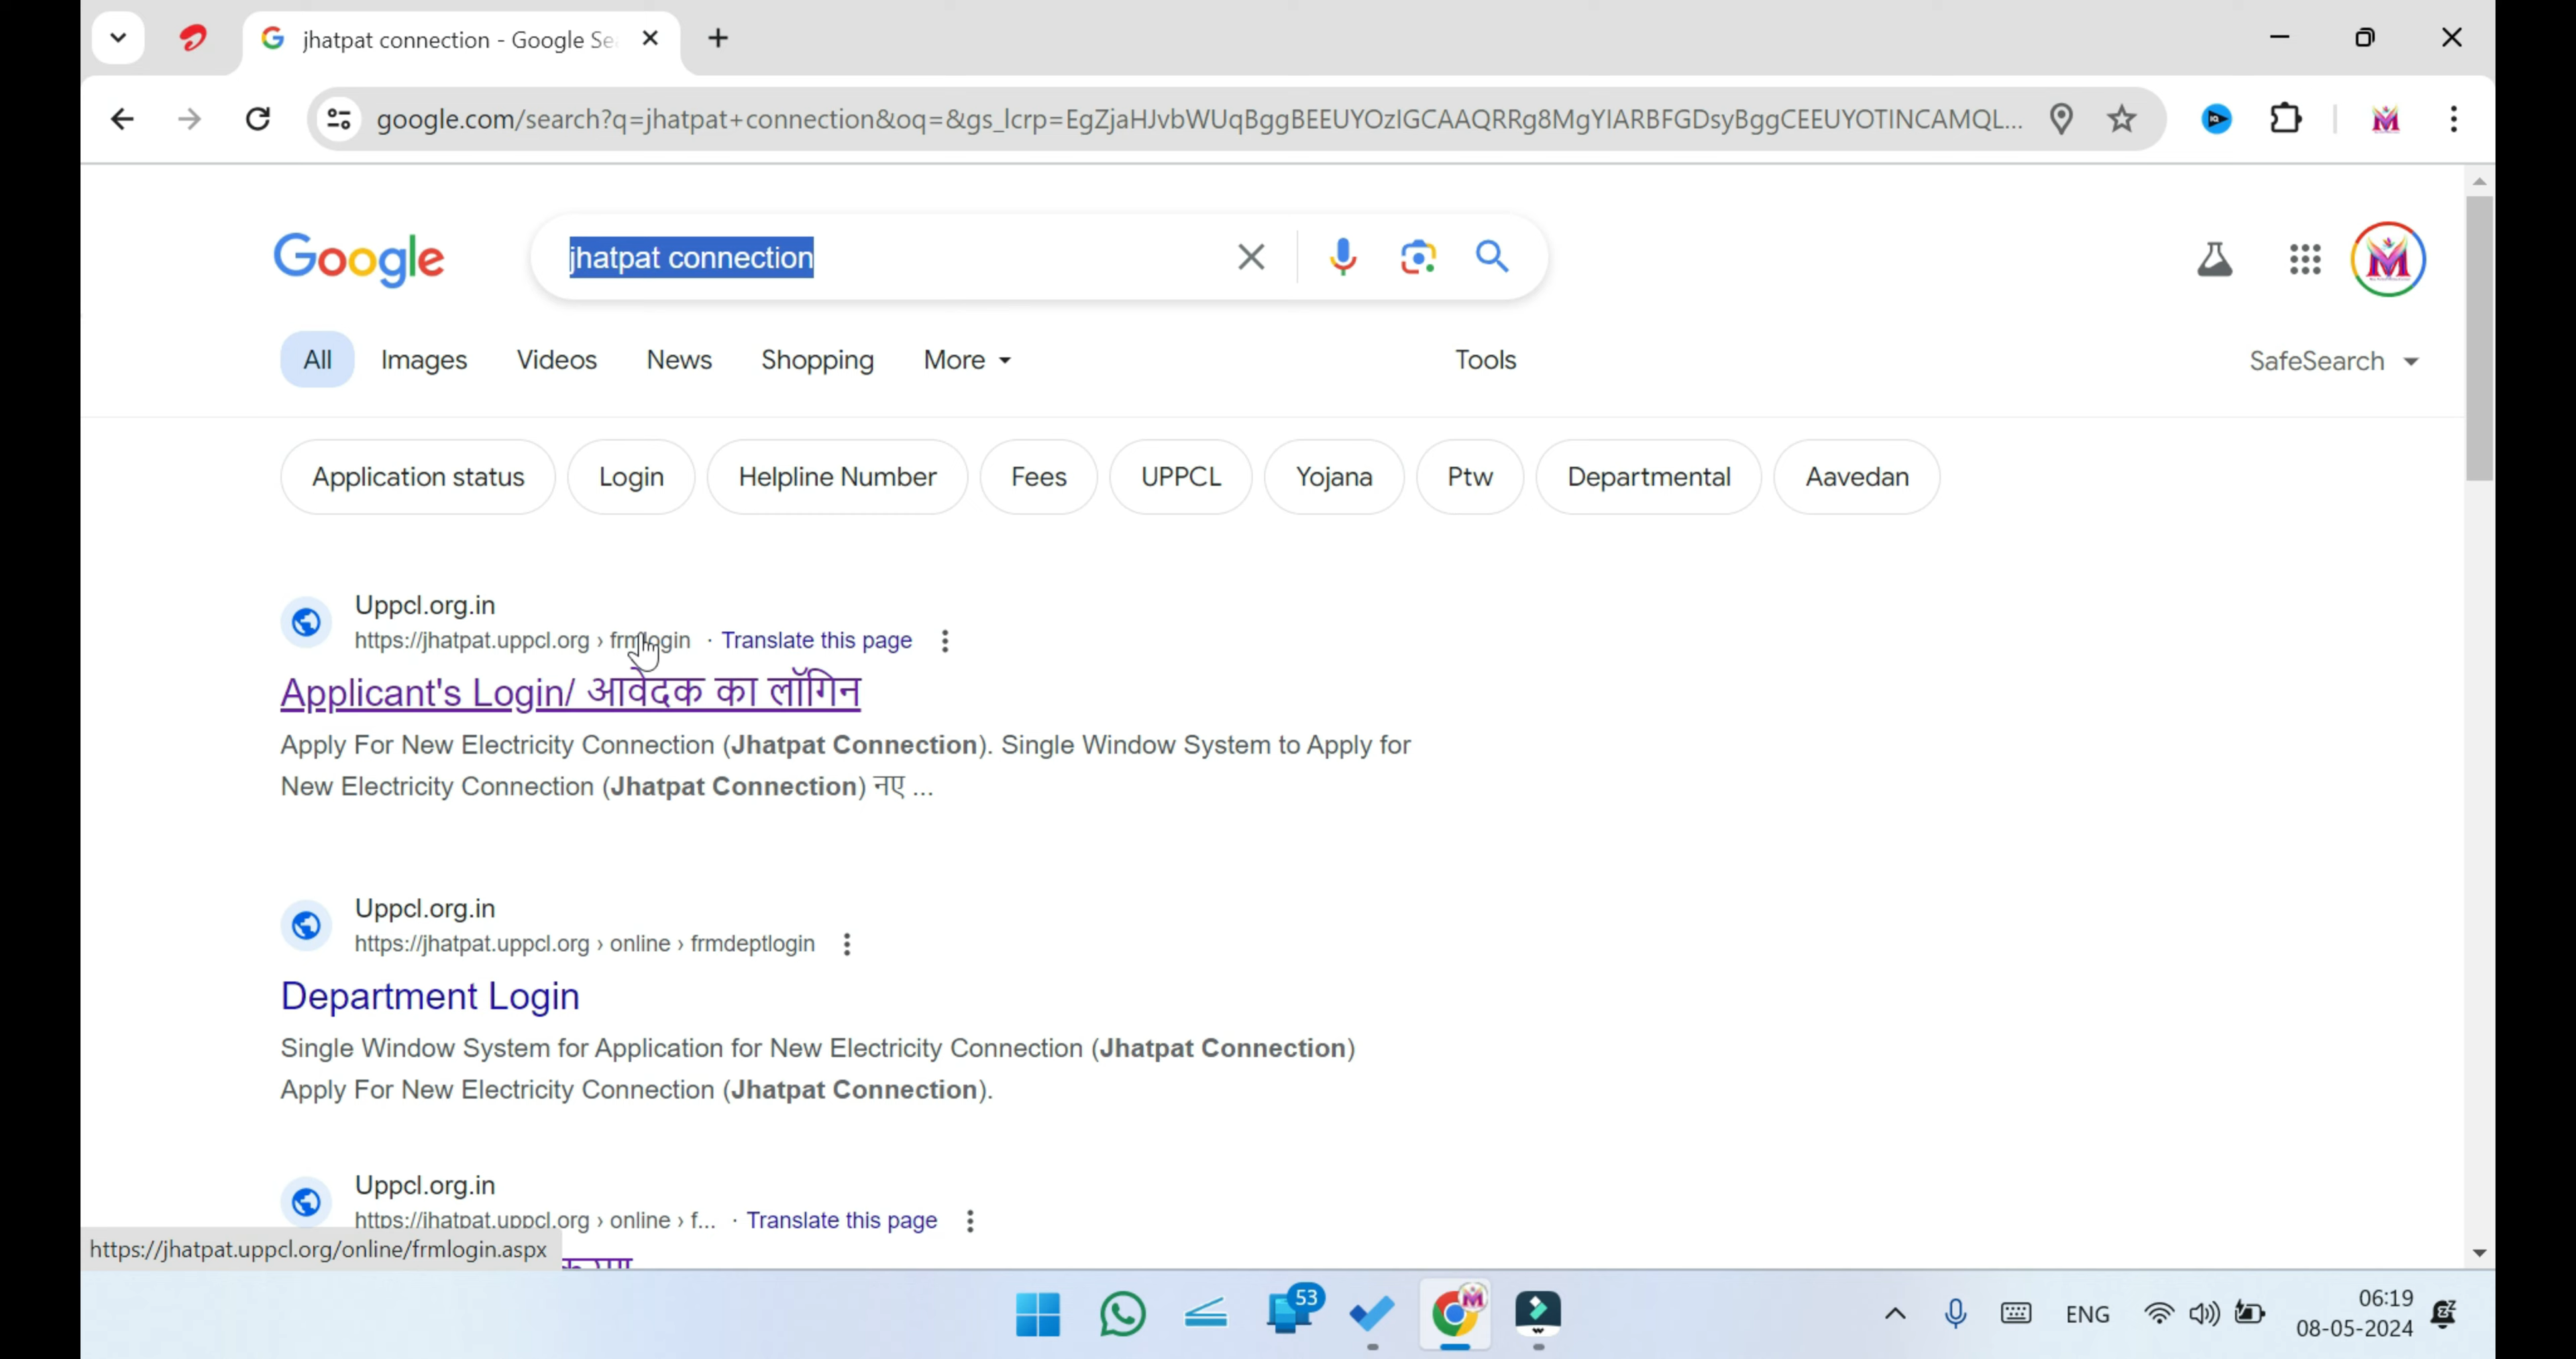 jhatpat connection - Google Se
google.com/search?q=jhatpat+connection&oq=&gs_lcrp=EgZjaHJvbWUqBggBEEUYOzIGCAAQRRg8MgYIARBFGDsyBggCEEUYOTINCAMQL...
Google
jhatpat connection
All Images Videos News Shopping More Tools SafeSearch
Application status Login Helpline Number Fees UPPCL Yojana Ptw Departmental Aavedan
Uppcl.org.in
https://jhatpat.uppcl.org › frmlogin · Translate this page
Applicant's Login/ आवेदक का लॉगिन
Apply For New Electricity Connection (Jhatpat Connection). Single Window System to Apply for
New Electricity Connection (Jhatpat Connection) नए ...
Uppcl.org.in
https://jhatpat.uppcl.org › online › frmdeptlogin
Department Login
Single Window System for Application for New Electricity Connection (Jhatpat Connection)
Apply For New Electricity Connection (Jhatpat Connection).
Uppcl.org.in
https://jhatpat.uppcl.org › online › f... · Translate this page
https://jhatpat.uppcl.org/online/frmlogin.aspx
53
ENG
06:19
08-05-2024